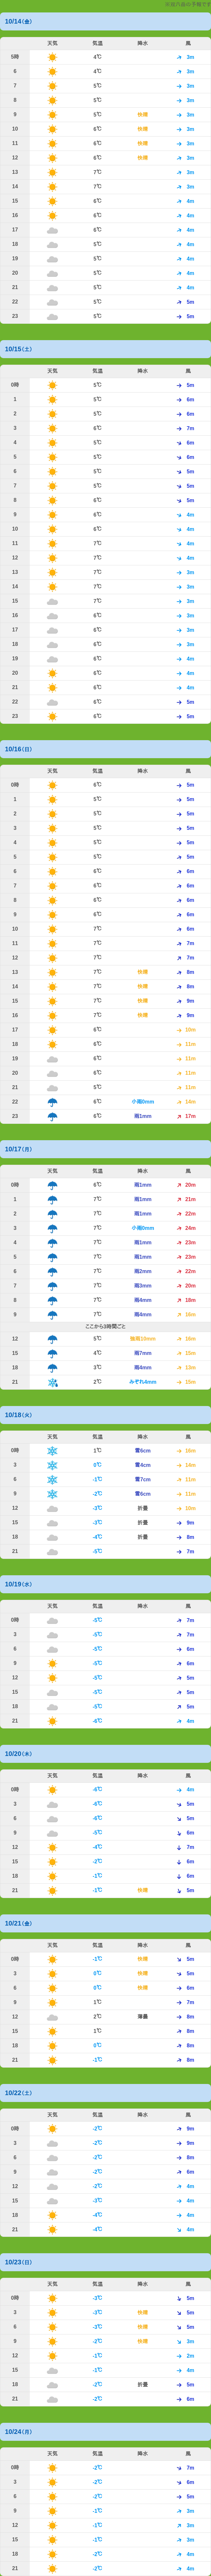 10/14（金）
天気 気温 降水 風
5時 4℃ 3m
6 4℃ 3m
7 5℃ 3m
8 5℃ 3m
9 5℃ 快晴 3m
10 6℃ 快晴 3m
11 6℃ 快晴 3m
12 6℃ 快晴 3m
13 7℃ 3m
14 7℃ 3m
15 6℃ 4m
16 6℃ 4m
17 6℃ 4m
18 5℃ 4m
19 5℃ 4m
20 5℃ 4m
21 5℃ 4m
22 5℃ 5m
23 5℃ 5m
10/15（土）
天気 気温 降水 風
0時 5℃ 5m
1 5℃ 6m
2 5℃ 6m
3 6℃ 7m
4 5℃ 6m
5 5℃ 6m
6 5℃ 5m
7 5℃ 5m
8 6℃ 5m
9 6℃ 4m
10 6℃ 4m
11 7℃ 4m
12 7℃ 4m
13 7℃ 3m
14 7℃ 3m
15 7℃ 3m
16 6℃ 3m
17 6℃ 3m
18 6℃ 3m
19 6℃ 4m
20 6℃ 4m
21 6℃ 4m
22 6℃ 5m
23 6℃ 5m
10/16（日）
天気 気温 降水 風
0時 6℃ 5m
1 5℃ 5m
2 5℃ 5m
3 5℃ 5m
4 5℃ 5m
5 5℃ 5m
6 6℃ 6m
7 6℃ 6m
8 6℃ 6m
9 6℃ 6m
10 7℃ 6m
11 7℃ 7m
12 7℃ 7m
13 7℃ 快晴 8m
14 7℃ 快晴 8m
15 7℃ 快晴 9m
16 7℃ 快晴 9m
17 6℃ 10m
18 6℃ 11m
19 6℃ 11m
20 6℃ 11m
21 5℃ 11m
22 6℃ 小雨0mm 14m
23 6℃ 雨1mm 17m
10/17（月）
天気 気温 降水 風
0時 6℃ 雨1mm 20m
1 7℃ 雨1mm 21m
2 7℃ 雨1mm 22m
3 7℃ 小雨0mm 24m
4 7℃ 雨1mm 23m
5 7℃ 雨1mm 23m
6 7℃ 雨2mm 22m
7 7℃ 雨3mm 20m
8 7℃ 雨4mm 18m
9 7℃ 雨4mm 16m
ここから3時間ごと
12 5℃ 強雨10mm 16m
15 4℃ 雨7mm 15m
18 3℃ 雨4mm 13m
21 2℃ みぞれ4mm 15m
10/18（火）
天気 気温 降水 風
0時 1℃ 雪6cm 16m
3 0℃ 雪4cm 14m
6 -1℃ 雪7cm 11m
9 -2℃ 雪6cm 11m
12 -3℃ 折曇 10m
15 -3℃ 折曇 9m
18 -4℃ 折曇 8m
21 -5℃ 7m
10/19（水）
天気 気温 降水 風
0時 -5℃ 7m
3 -5℃ 7m
6 -5℃ 6m
9 -5℃ 6m
12 -5℃ 5m
15 -5℃ 5m
18 -5℃ 5m
21 -6℃ 4m
10/20（木）
天気 気温 降水 風
0時 -6℃ 4m
3 -6℃ 5m
6 -6℃ 5m
9 -5℃ 6m
12 -4℃ 7m
15 -2℃ 6m
18 -1℃ 6m
21 -1℃ 快晴 5m
10/21（金）
天気 気温 降水 風
0時 -1℃ 快晴 5m
3 0℃ 快晴 5m
6 0℃ 快晴 6m
9 1℃ 7m
12 2℃ 薄曇 8m
15 1℃ 8m
18 0℃ 8m
21 -1℃ 8m
10/22（土）
天気 気温 降水 風
0時 -2℃ 9m
3 -2℃ 9m
6 -2℃ 8m
9 -2℃ 6m
12 -2℃ 4m
15 -3℃ 4m
18 -4℃ 4m
21 -4℃ 4m
10/23（日）
天気 気温 降水 風
0時 -3℃ 5m
3 -3℃ 快晴 5m
6 -3℃ 快晴 5m
9 -2℃ 快晴 3m
12 -1℃ 2m
15 -1℃ 4m
18 -2℃ 折曇 5m
21 -2℃ 6m
10/24（月）
天気 気温 降水 風
0時 -2℃ 7m
3 -2℃ 6m
6 -2℃ 5m
9 -1℃ 3m
12 -1℃ 3m
15 -1℃ 3m
18 -2℃ 4m
21 -2℃ 4m